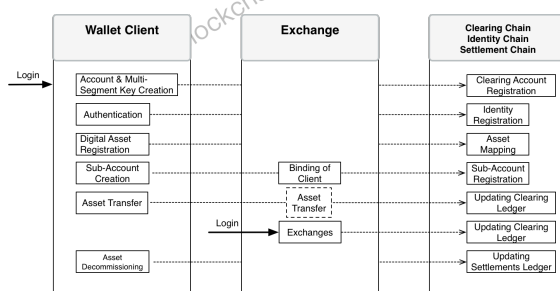 Wallet Client
Exchange
Clearing Chain
Identity Chain
Settlement Chain
Login
Account & Multi-
Segment Key Creation
Clearing Account
Registration
Authentication
Identity
Registration
Digital Asset
Registration
Asset
Mapping
Sub-Account
Creation
Binding of
Client
Sub-Account
Registration
Asset Transfer
Asset
Transfer
Updating Clearing
Ledger
Login
Exchanges
Updating Clearing
Ledger
Asset
Decommissioning
Updating
Settlements Ledger